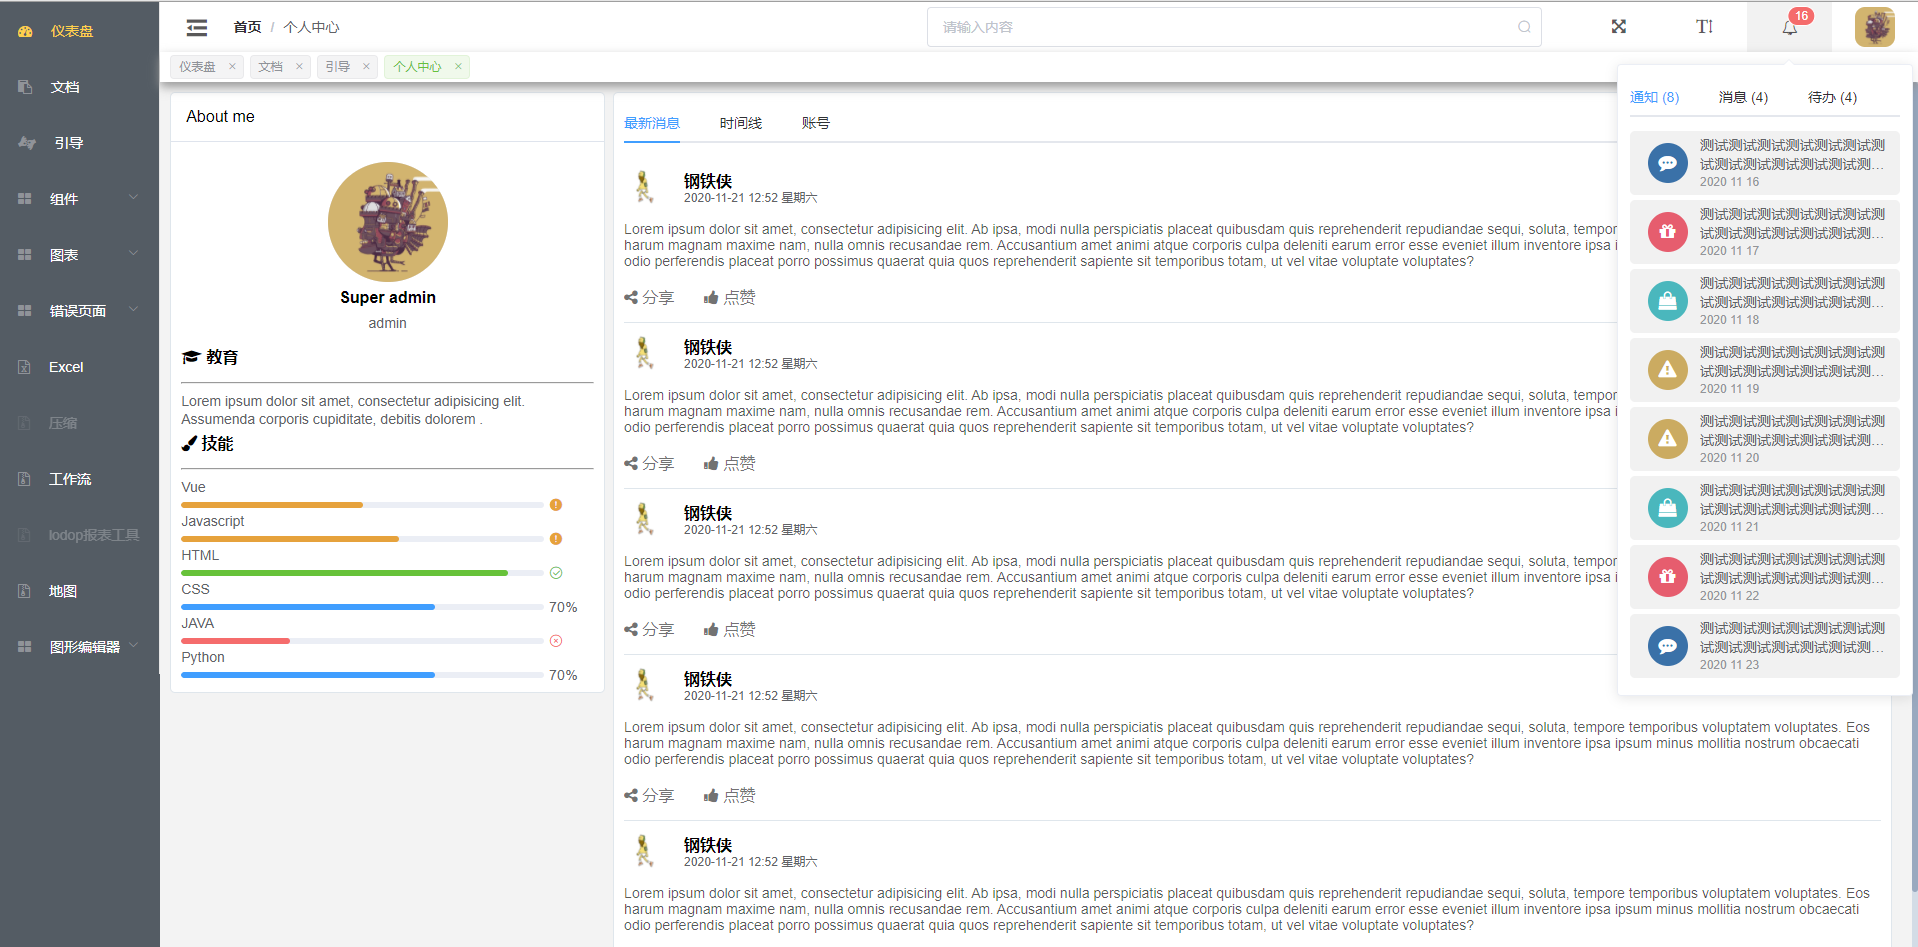 仪表盘
文档
引导
组件
图表
错误页面
Excel
压缩
工作流
lodop报表工具
地图
图形编辑器
首页 / 个人中心
请输入内容
16
仪表盘 文档 引导 个人中心
About me
Super admin
admin
教育
Lorem ipsum dolor sit amet, consectetur adipisicing elit.
Assumenda corporis cupiditate, debitis dolorem .
技能
Vue
Javascript
HTML
CSS
70%
JAVA
Python
70%
最新消息 时间线 账号
钢铁侠
2020-11-21 12:52 星期六
Lorem ipsum dolor sit amet, consectetur adipisicing elit. Ab ipsa, modi nulla perspiciatis placeat quibusdam quis reprehenderit repudiandae sequi, soluta, tempor
harum magnam maxime nam, nulla omnis recusandae rem. Accusantium amet animi atque corporis culpa deleniti earum error esse eveniet illum inventore ipsa i
odio perferendis placeat porro possimus quaerat quia quos reprehenderit sapiente sit temporibus totam, ut vel vitae voluptate voluptates?
分享 点赞
钢铁侠
2020-11-21 12:52 星期六
Lorem ipsum dolor sit amet, consectetur adipisicing elit. Ab ipsa, modi nulla perspiciatis placeat quibusdam quis reprehenderit repudiandae sequi, soluta, tempor
harum magnam maxime nam, nulla omnis recusandae rem. Accusantium amet animi atque corporis culpa deleniti earum error esse eveniet illum inventore ipsa i
odio perferendis placeat porro possimus quaerat quia quos reprehenderit sapiente sit temporibus totam, ut vel vitae voluptate voluptates?
分享 点赞
钢铁侠
2020-11-21 12:52 星期六
Lorem ipsum dolor sit amet, consectetur adipisicing elit. Ab ipsa, modi nulla perspiciatis placeat quibusdam quis reprehenderit repudiandae sequi, soluta, tempor
harum magnam maxime nam, nulla omnis recusandae rem. Accusantium amet animi atque corporis culpa deleniti earum error esse eveniet illum inventore ipsa i
odio perferendis placeat porro possimus quaerat quia quos reprehenderit sapiente sit temporibus totam, ut vel vitae voluptate voluptates?
分享 点赞
钢铁侠
2020-11-21 12:52 星期六
Lorem ipsum dolor sit amet, consectetur adipisicing elit. Ab ipsa, modi nulla perspiciatis placeat quibusdam quis reprehenderit repudiandae sequi, soluta, tempore temporibus voluptatem voluptates. Eos
harum magnam maxime nam, nulla omnis recusandae rem. Accusantium amet animi atque corporis culpa deleniti earum error esse eveniet illum inventore ipsa ipsum minus mollitia nostrum obcaecati
odio perferendis placeat porro possimus quaerat quia quos reprehenderit sapiente sit temporibus totam, ut vel vitae voluptate voluptates?
分享 点赞
钢铁侠
2020-11-21 12:52 星期六
Lorem ipsum dolor sit amet, consectetur adipisicing elit. Ab ipsa, modi nulla perspiciatis placeat quibusdam quis reprehenderit repudiandae sequi, soluta, tempore temporibus voluptatem voluptates. Eos
harum magnam maxime nam, nulla omnis recusandae rem. Accusantium amet animi atque corporis culpa deleniti earum error esse eveniet illum inventore ipsa ipsum minus mollitia nostrum obcaecati
odio perferendis placeat porro possimus quaerat quia quos reprehenderit sapiente sit temporibus totam, ut vel vitae voluptate voluptates?
通知 (8) 消息 (4) 待办 (4)
测试测试测试测试测试测试测
试测试测试测试测试测试测...
2020 11 16
测试测试测试测试测试测试测
试测试测试测试测试测试测...
2020 11 17
测试测试测试测试测试测试测
试测试测试测试测试测试测...
2020 11 18
测试测试测试测试测试测试测
试测试测试测试测试测试测...
2020 11 19
测试测试测试测试测试测试测
试测试测试测试测试测试测...
2020 11 20
测试测试测试测试测试测试测
试测试测试测试测试测试测...
2020 11 21
测试测试测试测试测试测试测
试测试测试测试测试测试测...
2020 11 22
测试测试测试测试测试测试测
试测试测试测试测试测试测...
2020 11 23